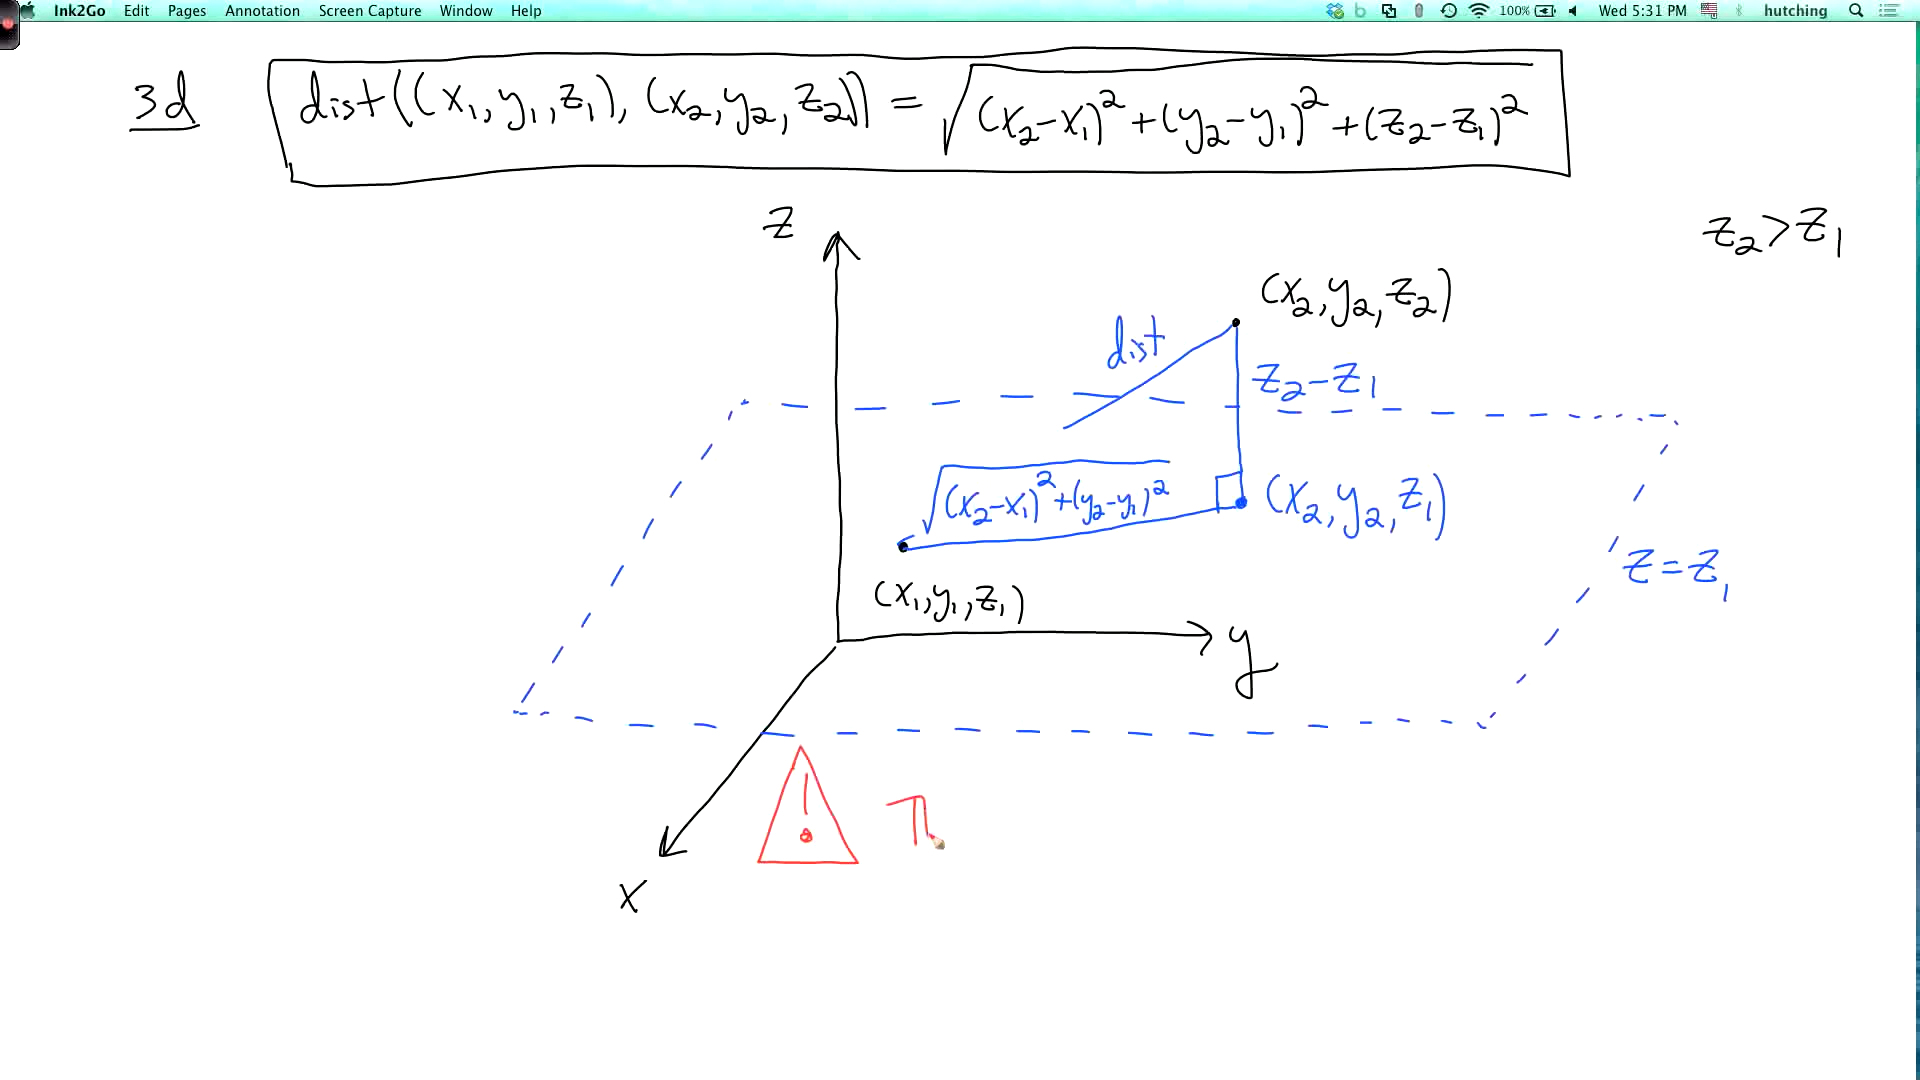 Ink2Go Edit Pages Annotation Screen Capture Window Help 100% Wed 5:31 PM hutching
3d dist((x₁,y₁,z₁),(x₂,y₂,z₂)) = √((x₂-x₁)²+(y₂-y₁)²+(z₂-z₁)²)
z
z₂>z₁
(x₂,y₂,z₂)
dist
z₂-z₁
√((x₂-x₁)²+(y₂-y₁)²)
(x₂,y₂,z₁)
z=z₁
(x₁,y₁,z₁)
y
!
x